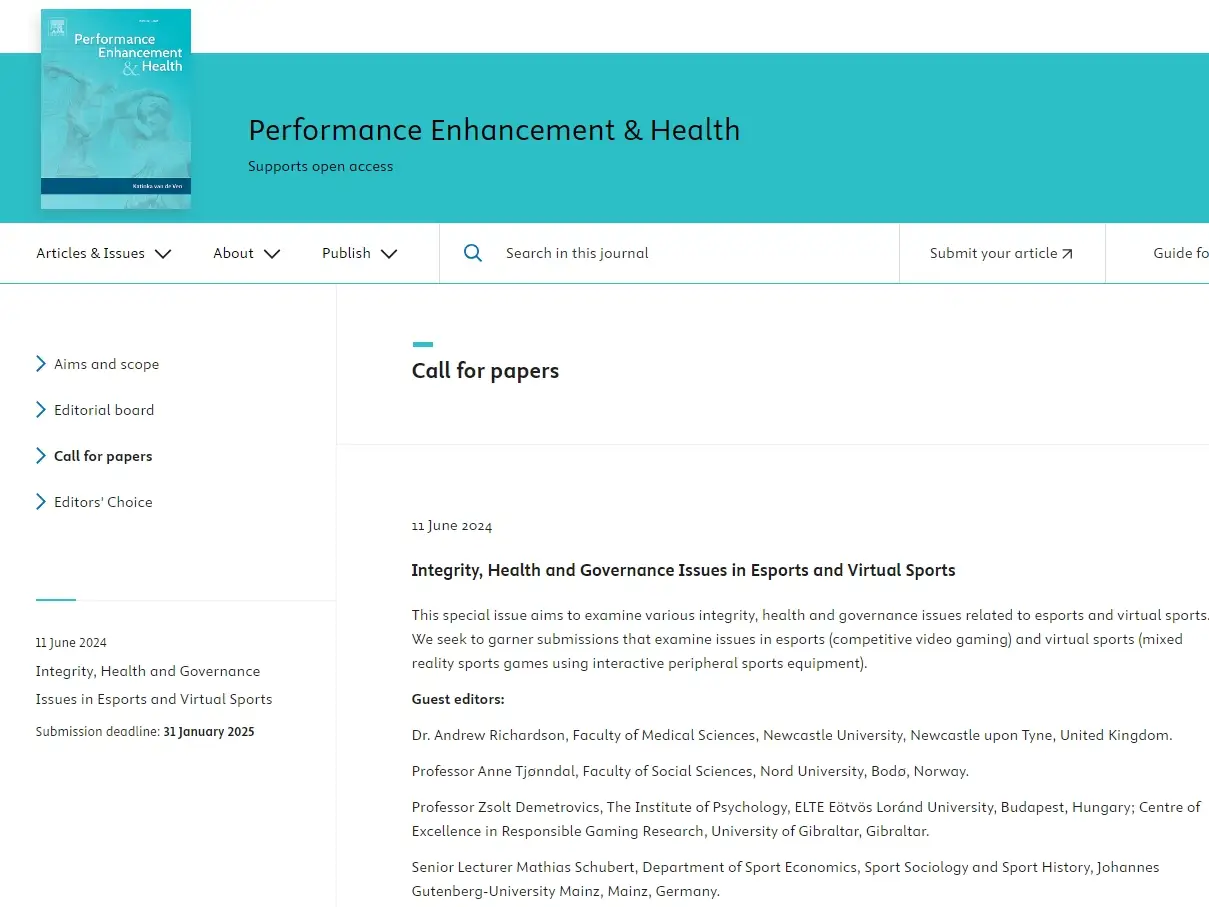 Performance
Enhancement
& Health
Katinka van de Ven
Performance Enhancement & Health
Supports open access
Articles & Issues
About
Publish
Search in this journal
Submit your article
Guide fo
Aims and scope
Editorial board
Call for papers
Editors' Choice
11 June 2024
Integrity, Health and Governance
Issues in Esports and Virtual Sports
Submission deadline: 31 January 2025
Call for papers
11 June 2024
Integrity, Health and Governance Issues in Esports and Virtual Sports
This special issue aims to examine various integrity, health and governance issues related to esports and virtual sports.
We seek to garner submissions that examine issues in esports (competitive video gaming) and virtual sports (mixed
reality sports games using interactive peripheral sports equipment).
Guest editors:
Dr. Andrew Richardson, Faculty of Medical Sciences, Newcastle University, Newcastle upon Tyne, United Kingdom.
Professor Anne Tjønndal, Faculty of Social Sciences, Nord University, Bodø, Norway.
Professor Zsolt Demetrovics, The Institute of Psychology, ELTE Eötvös Loránd University, Budapest, Hungary; Centre of
Excellence in Responsible Gaming Research, University of Gibraltar, Gibraltar.
Senior Lecturer Mathias Schubert, Department of Sport Economics, Sport Sociology and Sport History, Johannes
Gutenberg-University Mainz, Mainz, Germany.